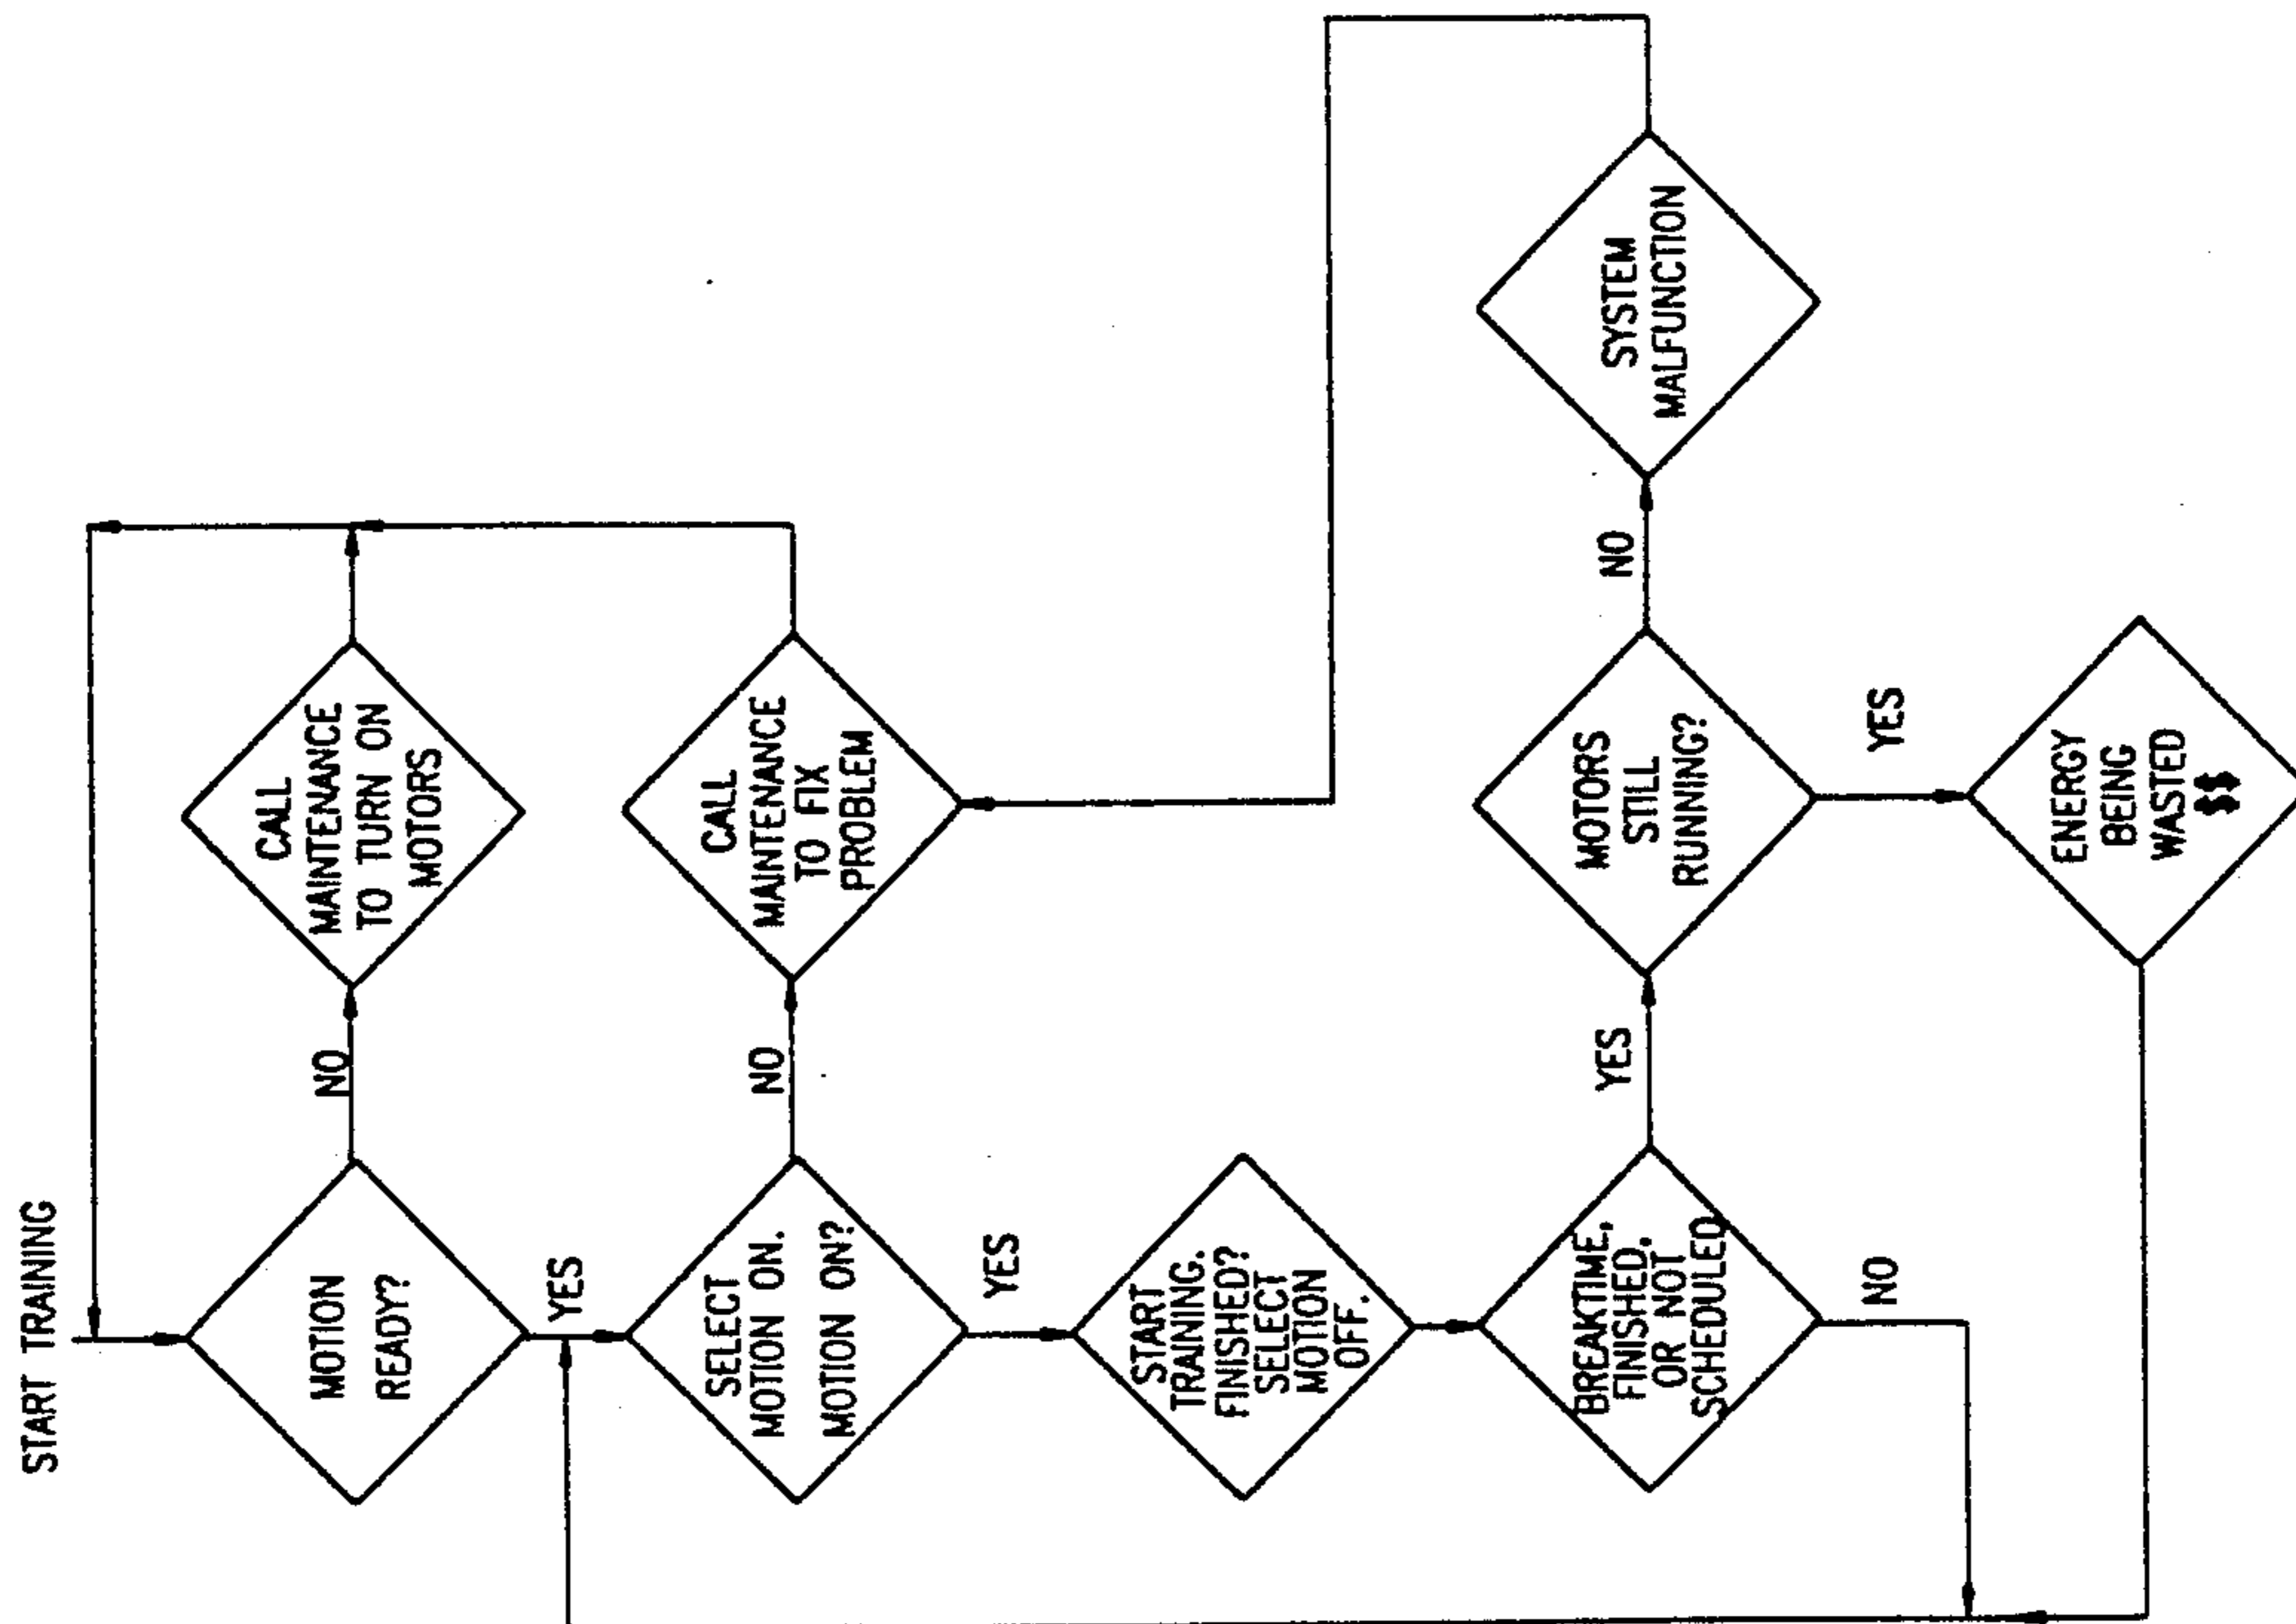 START TRAINING
MOTION
READY?
NO
CALL
MAINTENANCE
TO TURN ON
MOTORS
YES
SELECT
MOTION ON.
MOTION ON?
NO
CALL
MAINTENANCE
TO FIX
PROBLEM
YES
START
TRAINING.
FINISHED?
SELECT
MOTION
OFF.
BREAKTIME,
FINISHED,
OR NOT
SCHEDULED
YES
MOTORS
STILL
RUNNING?
NO
SYSTEM
MALFUNCTION
NO
YES
ENERGY
BEING
WASTED
$$